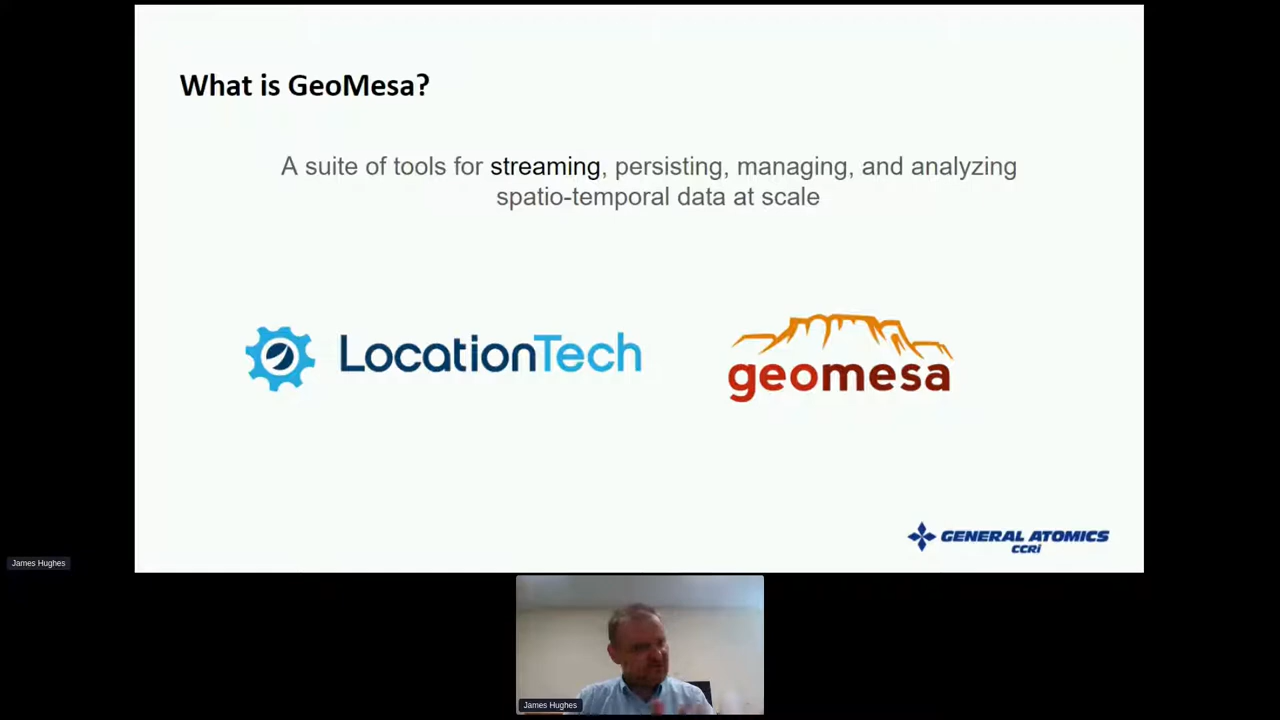 What is GeoMesa?
A suite of tools for streaming, persisting, managing, and analyzing
spatio-temporal data at scale
LocationTech
geomesa
GENERAL ATOMICS
CCRi
James Hughes
James Hughes